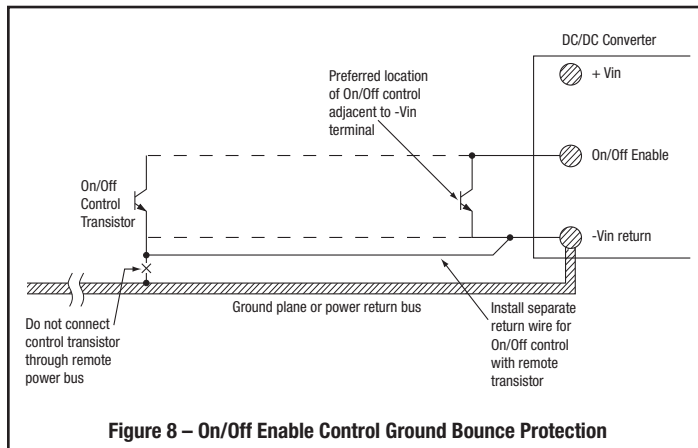 DC/DC Converter
+ Vin
Preferred location
of On/Off control
adjacent to -Vin
terminal
On/Off Enable
On/Off
Control
Transistor
-Vin return
Ground plane or power return bus
Do not connect
control transistor
through remote
power bus
Install separate
return wire for
On/Off control
with remote
transistor
Figure 8 – On/Off Enable Control Ground Bounce Protection